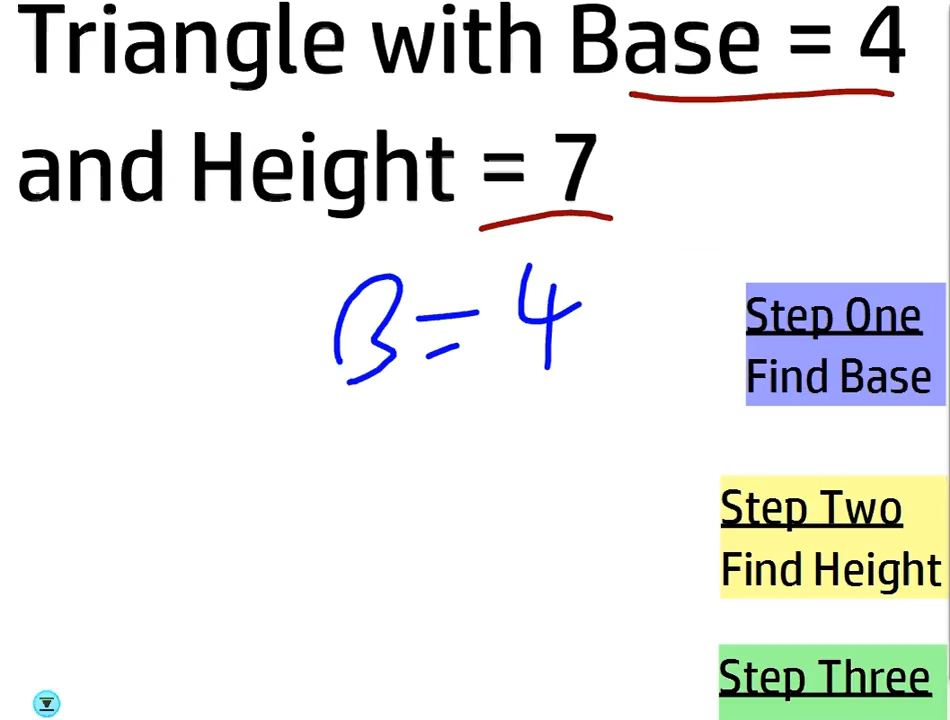 Triangle with Base = 4
and Height = 7
B = 4
Step One
Find Base
Step Two
Find Height
Step Three